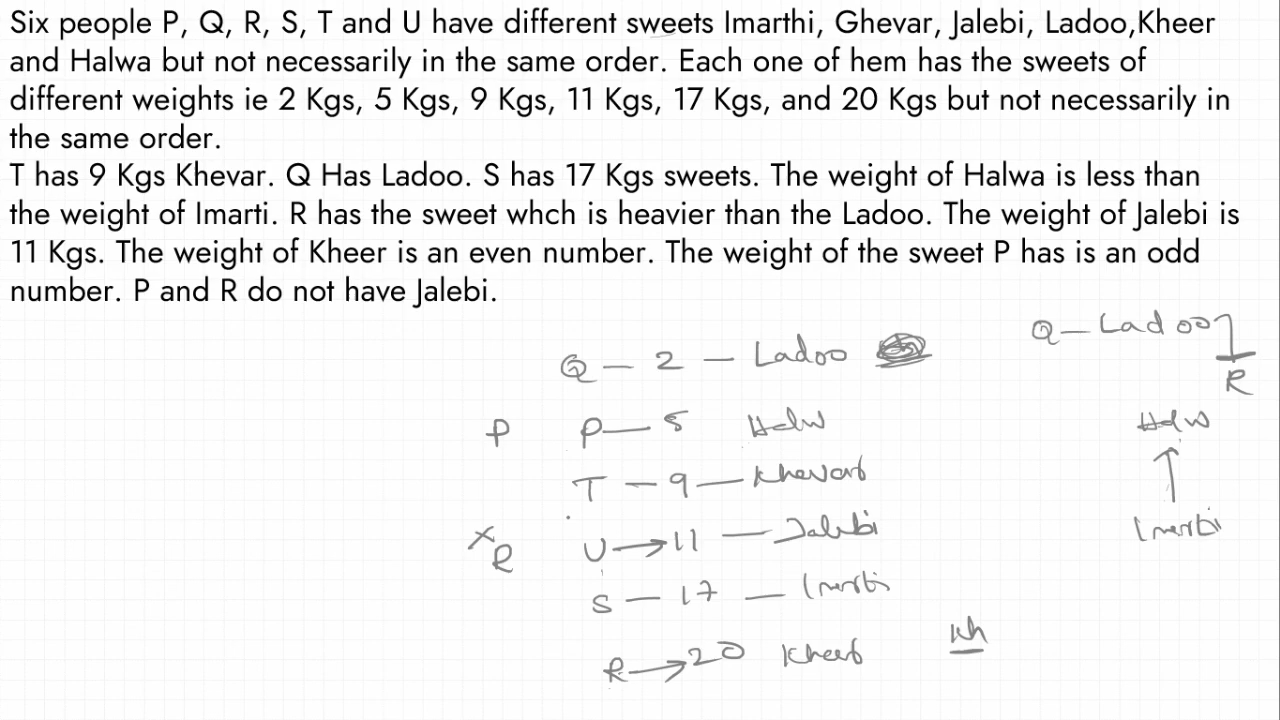 Six people P, Q, R, S, T and U have different sweets Imarthi, Ghevar, Jalebi, Ladoo,Kheer
and Halwa but not necessarily in the same order. Each one of hem has the sweets of
different weights ie 2 Kgs, 5 Kgs, 9 Kgs, 11 Kgs, 17 Kgs, and 20 Kgs but not necessarily in
the same order.
T has 9 Kgs Khevar. Q Has Ladoo. S has 17 Kgs sweets. The weight of Halwa is less than
the weight of Imarti. R has the sweet whch is heavier than the Ladoo. The weight of Jalebi is
11 Kgs. The weight of Kheer is an even number. The weight of the sweet P has is an odd
number. P and R do not have Jalebi.
Q — Ladoo
R
Q — 2 — Ladoo
P P — 5 Halw
Halw
T — 9 —
Imarti
x R U → 11 — Jalebi
S — 17 — Imarti
Kh
R → 20